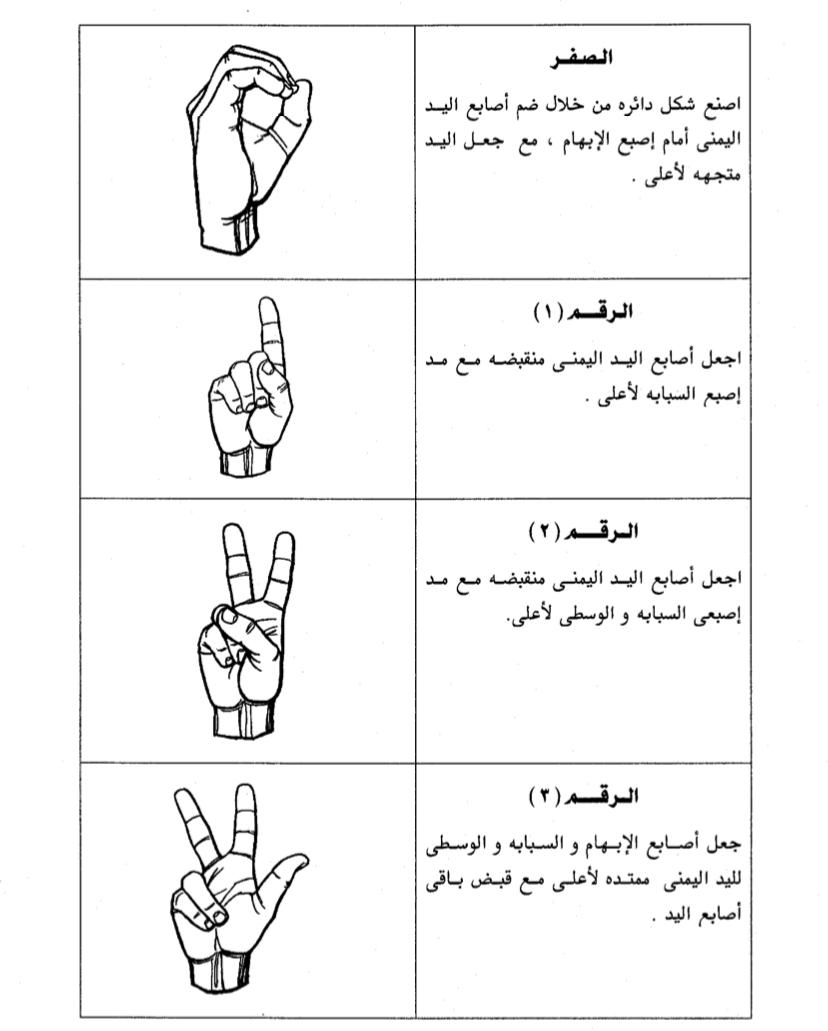 الصفر
اصنع شكل دائره من خلال ضم أصابع اليد
اليمنى أمام إصبع الإبهام ، مع جعل اليد
متجهه لأعلى .
الرقم (١)
اجعل أصابع اليد اليمنى منقبضه مع مد
إصبع السبابه لأعلى .
الرقم (٢)
اجعل أصابع اليد اليمنى منقبضه مع مد
إصبعى السبابه و الوسطى لأعلى.
الرقم (٣)
جعل أصابع الإبهام و السبابه و الوسطى
لليد اليمنى ممتده لأعلى مع قبض باقى
أصابع اليد .